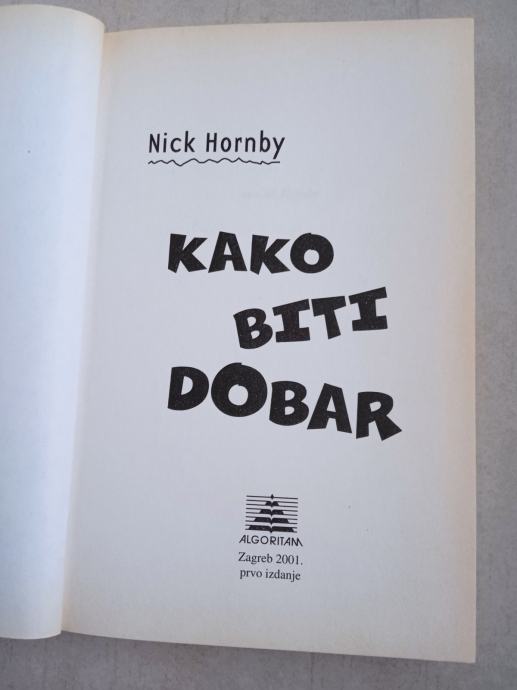 Nick Hornby
KAKO
BITI
DOBAR
ALGORITAM
Zagreb 2001.
prvo izdanje